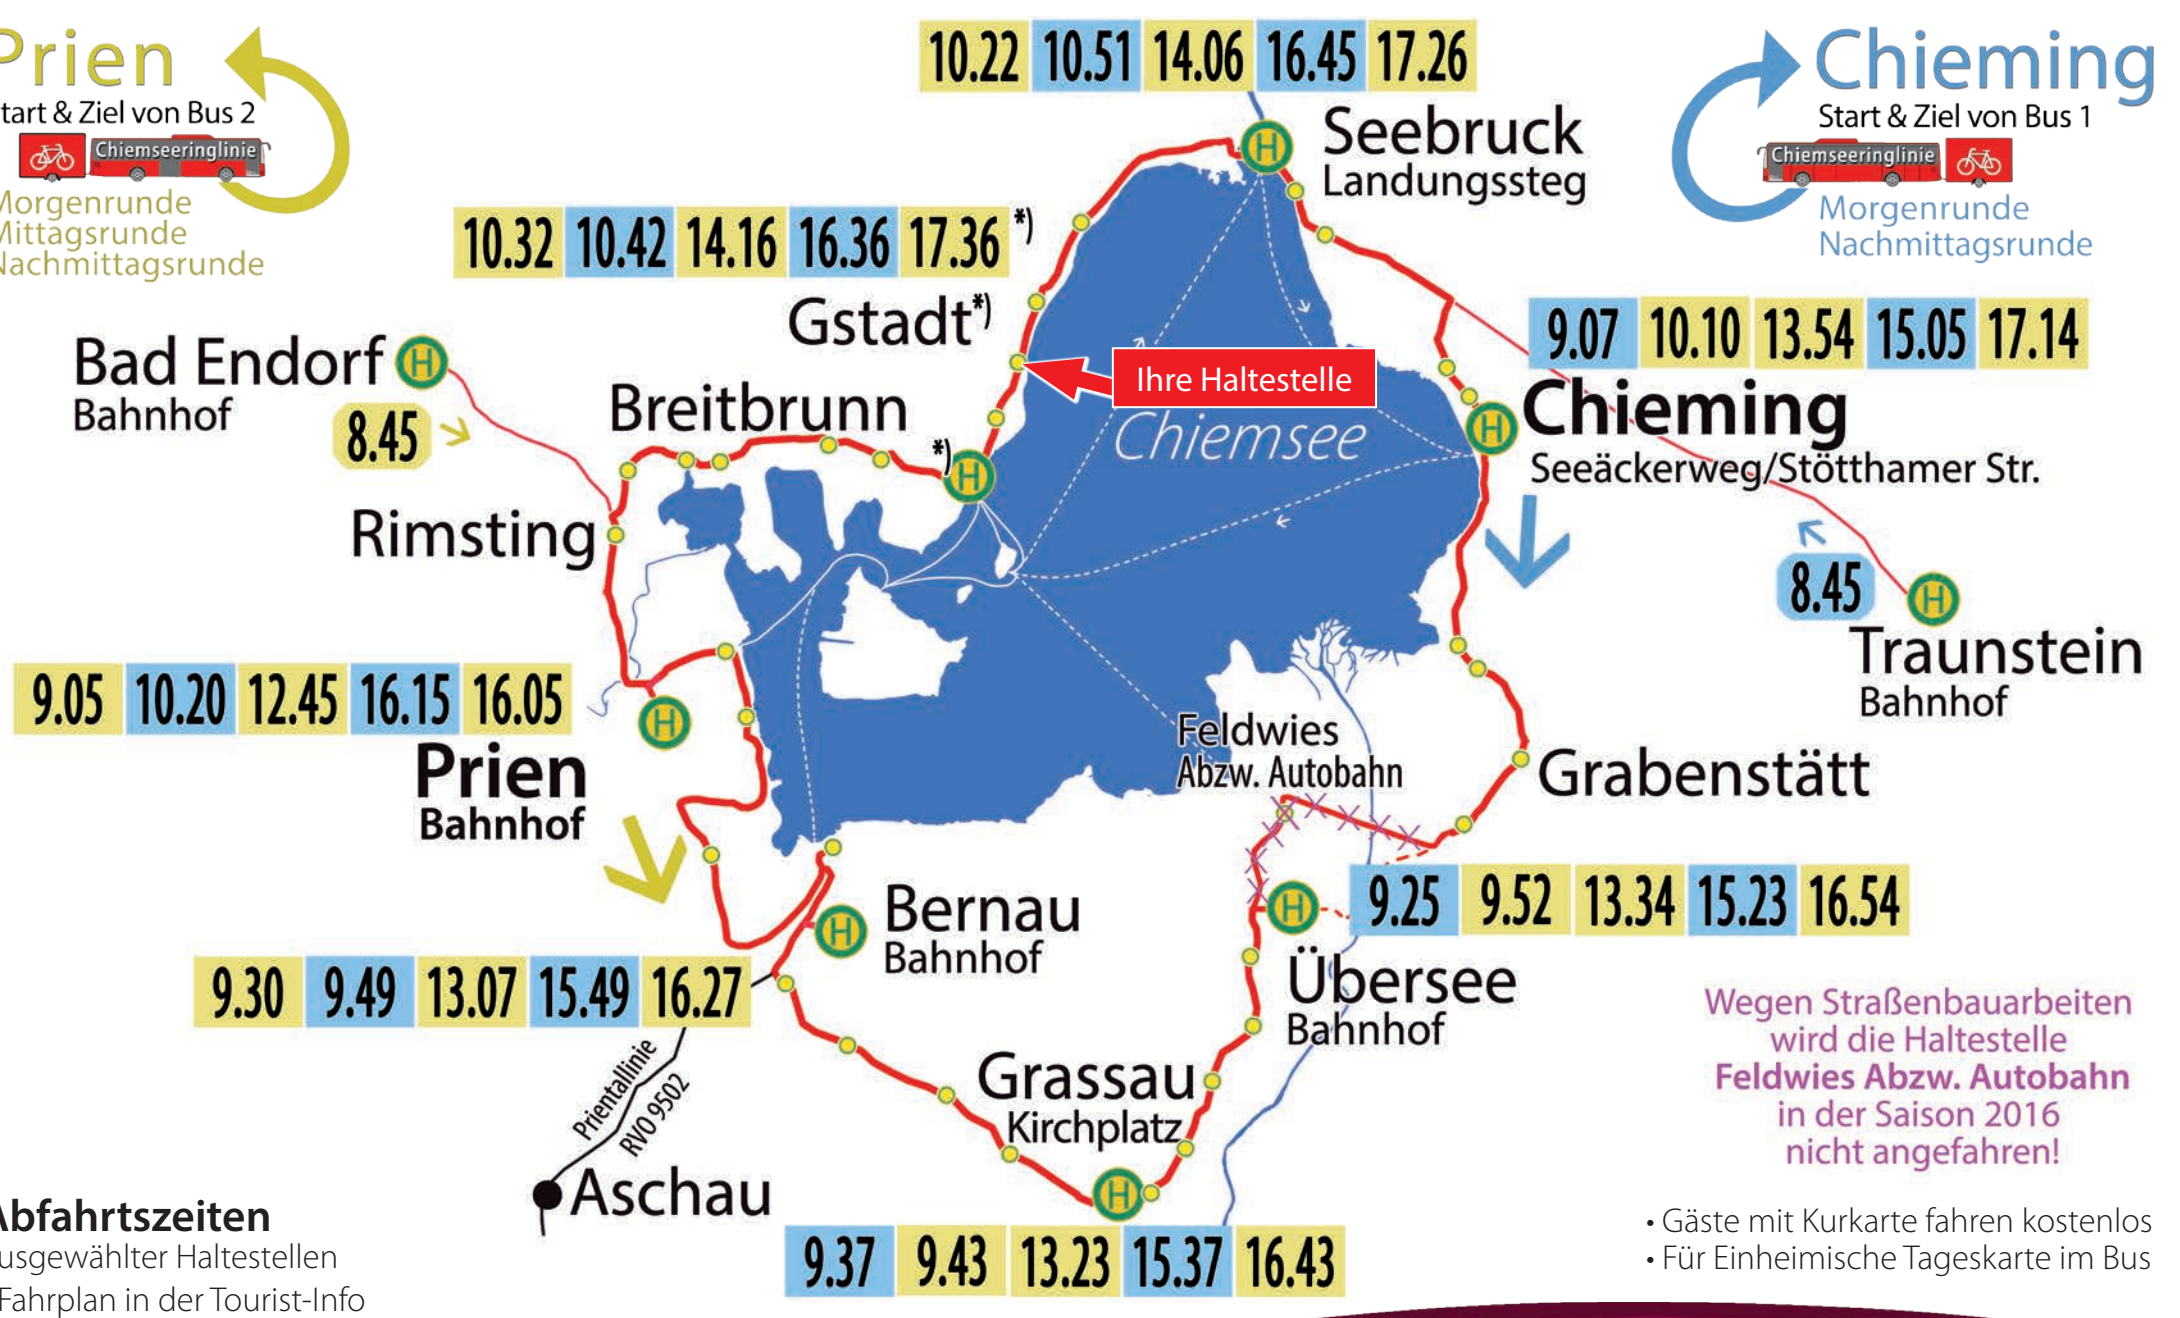 Prien
tart & Ziel von Bus 2
Chiemseeringlinie
Morgenrunde
Mittagsrunde
Nachmittagsrunde
10.22 10.51 14.06 16.45 17.26
Seebruck
Landungssteg
Chieming
Start & Ziel von Bus 1
Chiemseeringlinie
Morgenrunde
Nachmittagsrunde
10.32 10.42 14.16 16.36 17.36 *)
Gstadt*)
9.07 10.10 13.54 15.05 17.14
Chieming
Seeäckerweg/Stötthamer Str.
Bad Endorf H
Bahnhof
8.45
Breitbrunn
*)
H
H
H
Ihre Haltestelle
Chiemsee
Rimsting
8.45
H
Traunstein
Bahnhof
9.05 10.20 12.45 16.15 16.05
H
Prien
Bahnhof
Feldwies
Abzw. Autobahn
Grabenstätt
9.25 9.52 13.34 15.23 16.54
H
Übersee
Bahnhof
H
Bernau
Bahnhof
9.30 9.49 13.07 15.49 16.27
Prientallinie
RVO 9502
Aschau
Grassau
Kirchplatz
H
9.37 9.43 13.23 15.37 16.43
Wegen Straßenbauarbeiten
wird die Haltestelle
Feldwies Abzw. Autobahn
in der Saison 2016
nicht angefahren!
Abfahrtszeiten
usgewählter Haltestellen
Fahrplan in der Tourist-Info
• Gäste mit Kurkarte fahren kostenlos
• Für Einheimische Tageskarte im Bus